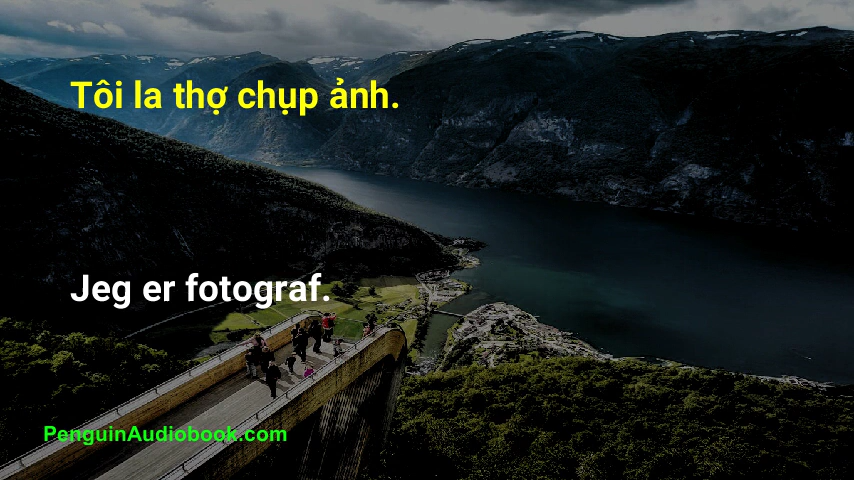 Tôi la thợ chụp ảnh.
Jeg er fotograf.
PenguinAudiobook.com